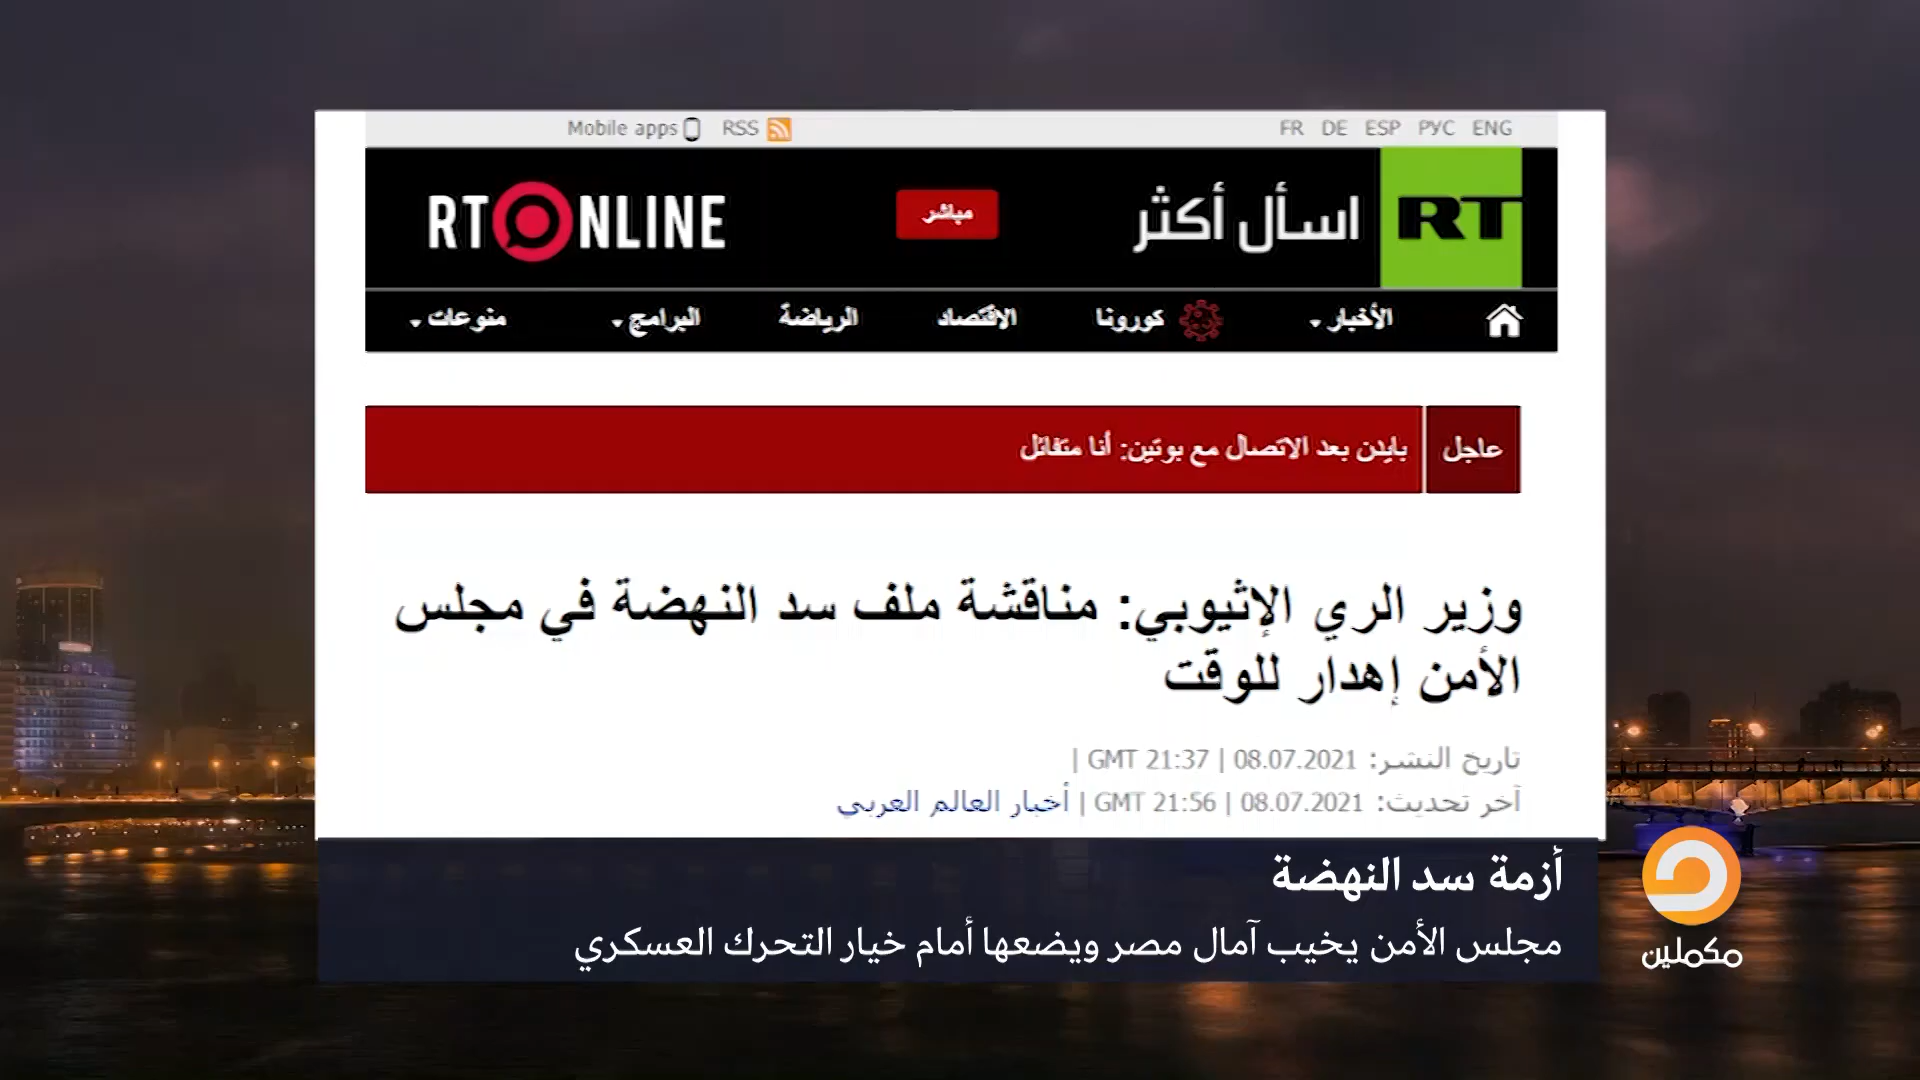 Mobile apps RSS FR DE ESP РУС ENG
RT اسأل أكثر مباشر RT ONLINE
الأخبار كورونا الاقتصاد الرياضة البرامج منوعات
عاجل بايدن بعد الاتصال مع بوتين: أنا متفائل
وزير الري الإثيوبي: مناقشة ملف سد النهضة في مجلس
الأمن إهدار للوقت
تاريخ النشر: 08.07.2021 | 21:37 GMT |
آخر تحديث: 08.07.2021 | 21:56 GMT | أخبار العالم العربي
أزمة سد النهضة
مجلس الأمن يخيب آمال مصر ويضعها أمام خيار التحرك العسكري
مكملين